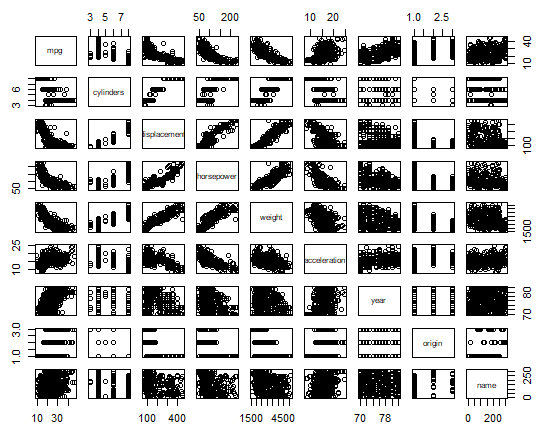 3 5 7 50 200 10 20 1.0 2.5
mpg 10 40
3 6 cylinders
displacement 100
50 horsepower
weight 1500
10 25 acceleration
year 70 80
1.0 3.0 origin
name 0 250
10 30 100 400 1500 4500 70 78 0 200